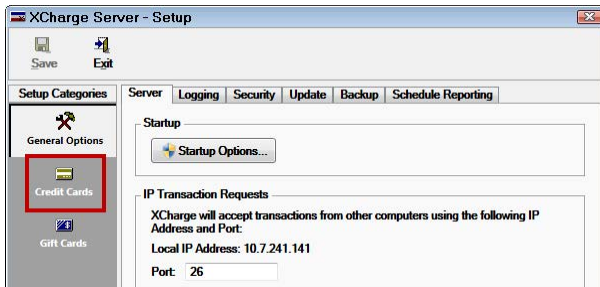 XCharge Server - Setup
Save Exit
Setup Categories
Server Logging Security Update Backup Schedule Reporting
General Options
Credit Cards
Gift Cards
Startup
Startup Options...
IP Transaction Requests
XCharge will accept transactions from other computers using the following IP
Address and Port:
Local IP Address: 10.7.241.141
Port: 26